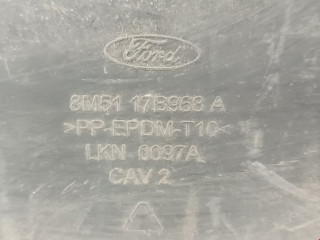 Ford
8M51 17B968 A
>PP-EPDM-T10<
LKN 0097A
CAV 2